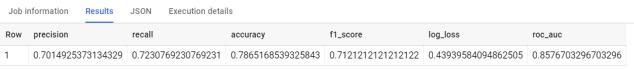 Job information Results JSON Execution details
Row precision recall accuracy f1_score log_loss roc_auc
1 0.7014925373134329 0.7230769230769231 0.7865168539325843 0.7121212121212122 0.43939584094862505 0.8576703296703296